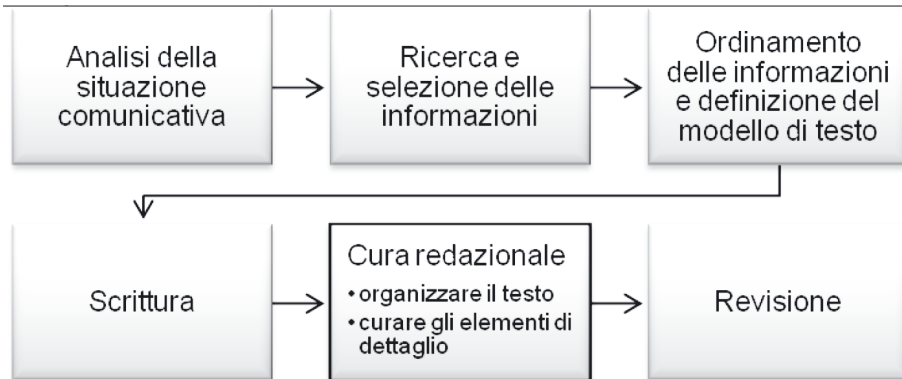 Analisi della
situazione
comunicativa
Ricerca e
selezione delle
informazioni
Ordinamento
delle informazioni
e definizione del
modello di testo
Scrittura
Cura redazionale
• organizzare il testo
• curare gli elementi di
dettaglio
Revisione